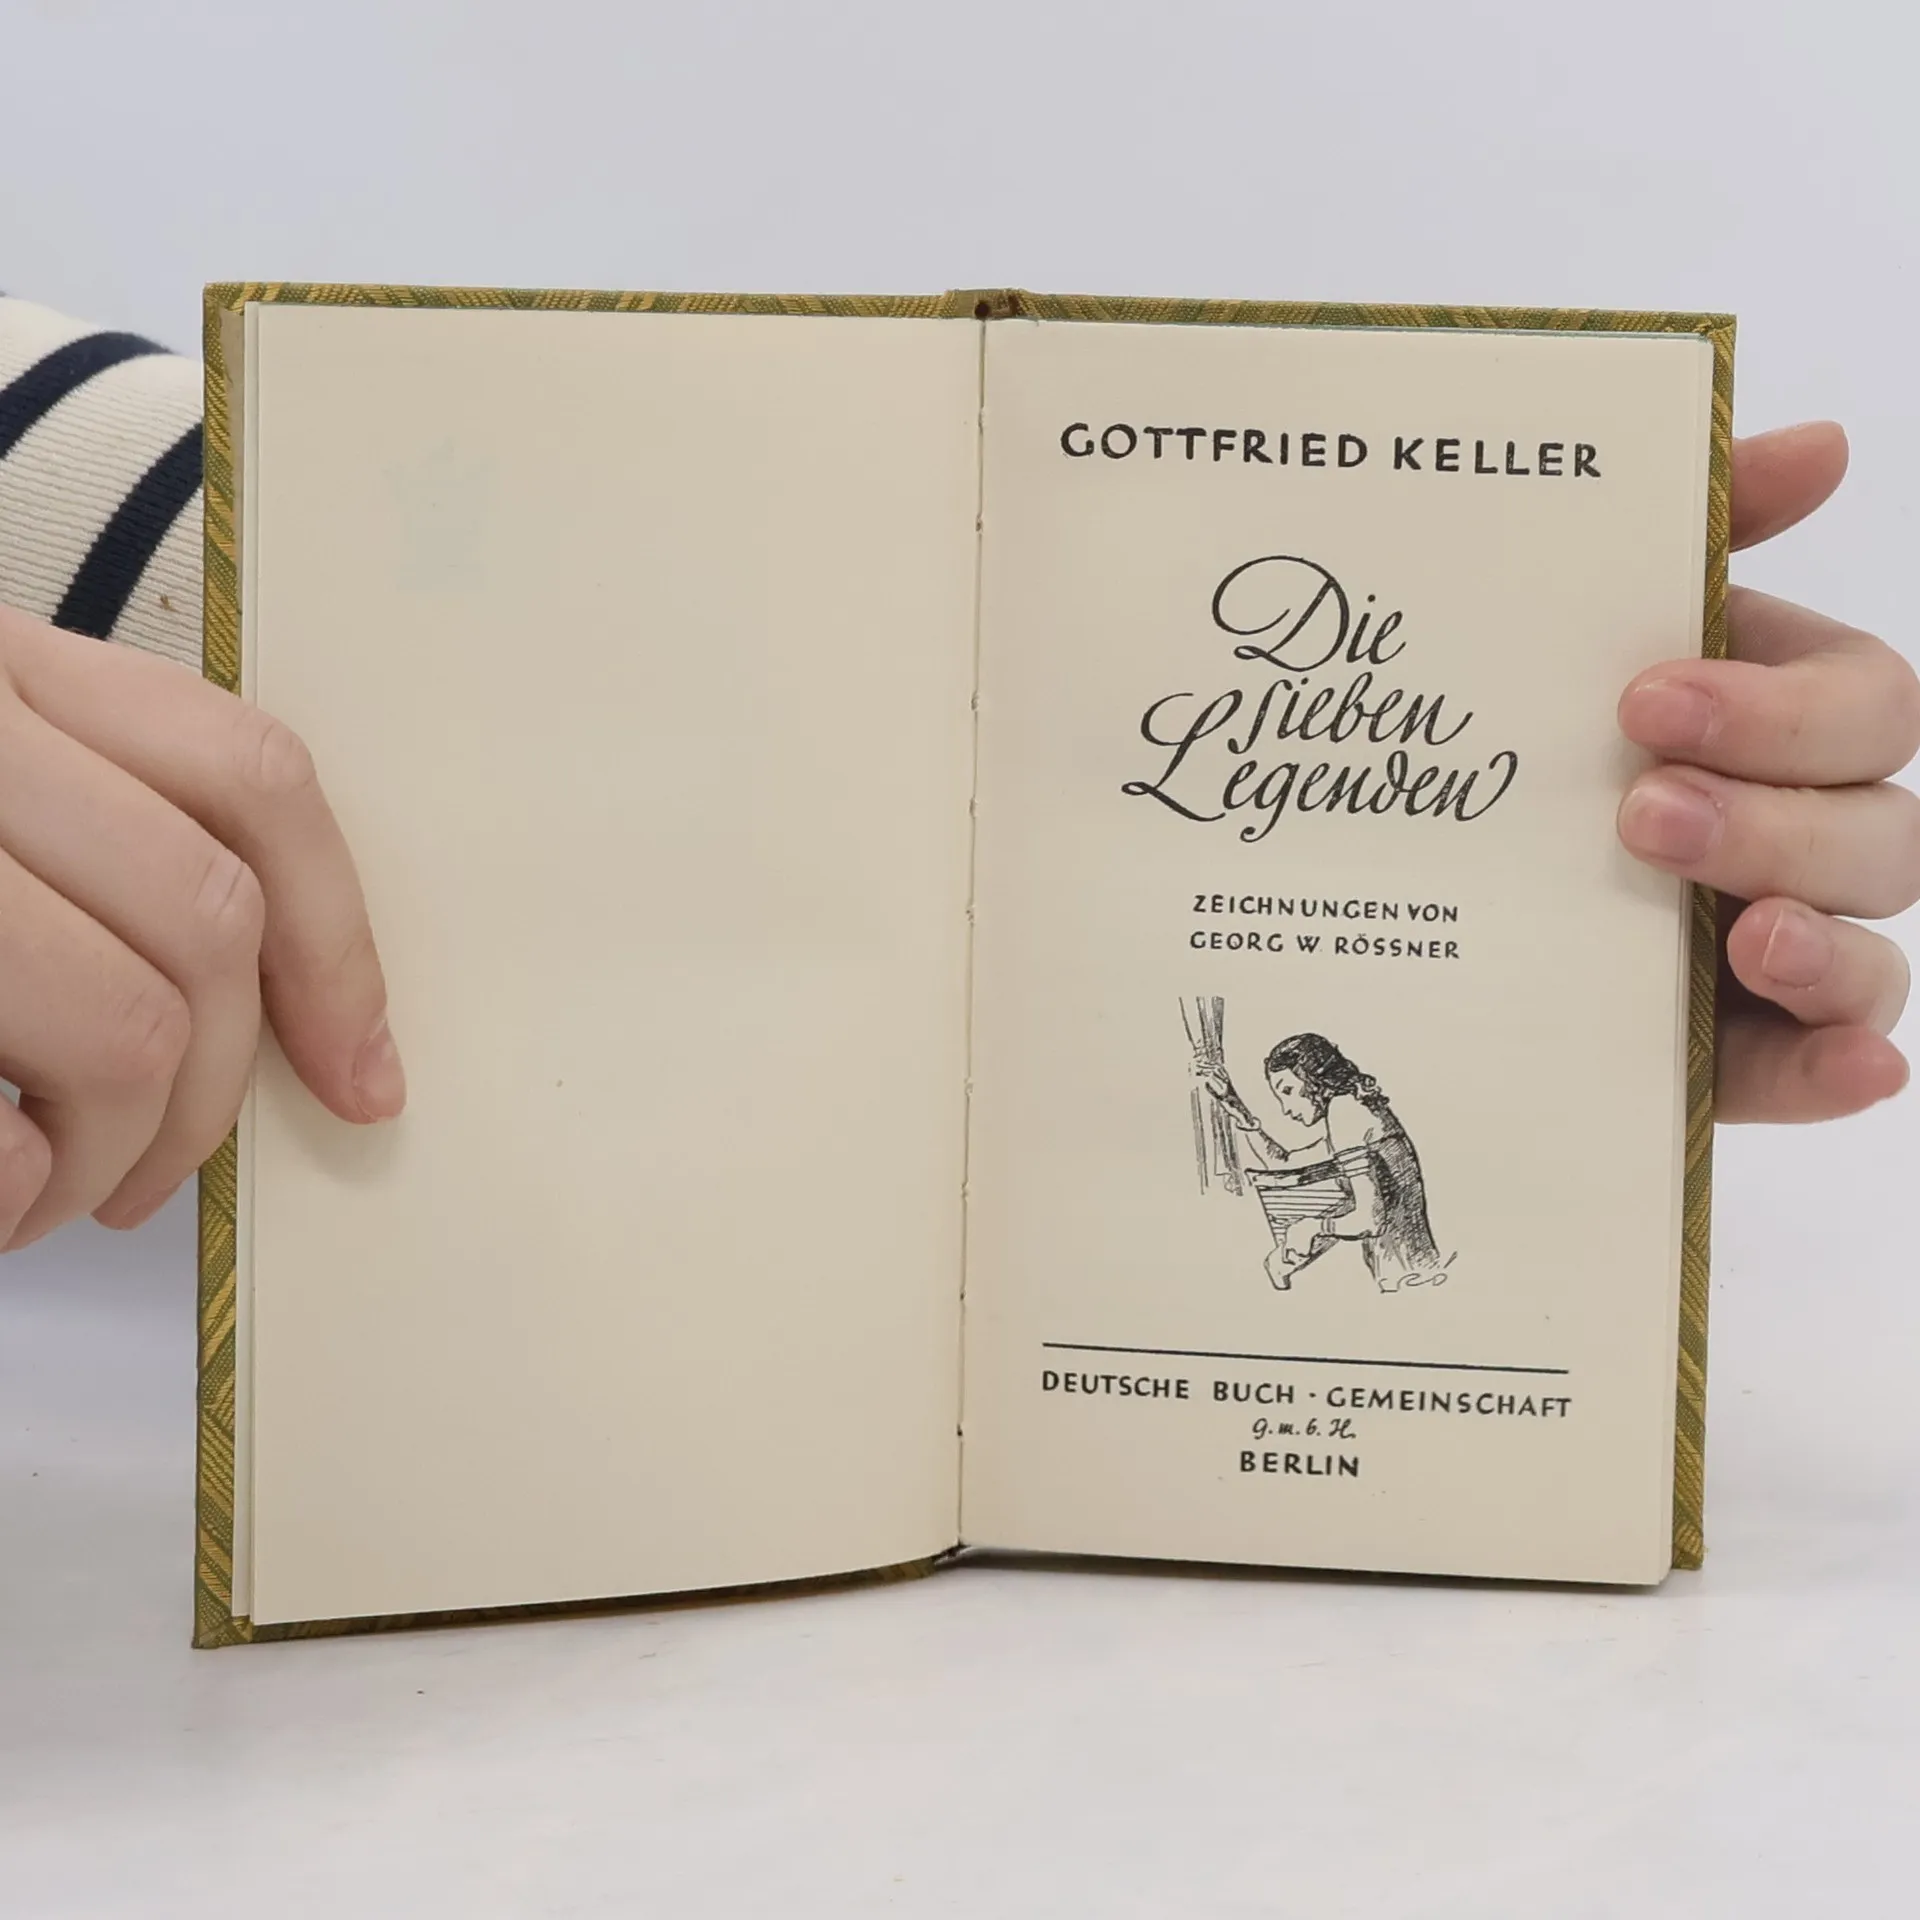 GOTTFRIED KELLER
Die
sieben
Legenden
ZEICHNUNGEN VON
GEORG W. RÖSSNER
DEUTSCHE BUCH · GEMEINSCHAFT
G.m.b.H.
BERLIN